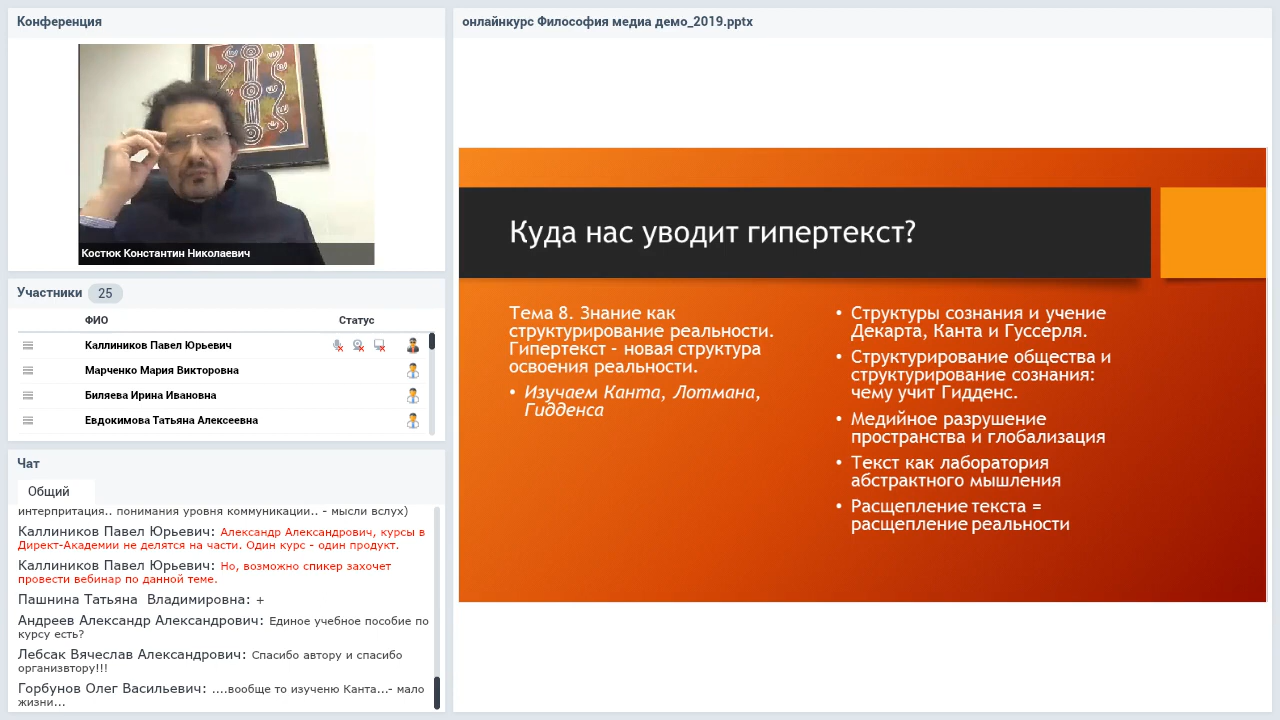 Конференция
Костюк Константин Николаевич
Участники 25
ФИО Статус
Каллиников Павел Юрьевич
Марченко Мария Викторовна
Биляева Ирина Ивановна
Евдокимова Татьяна Алексеевна
Чат
Общий
интерпритация.. понимания уровня коммуникации.. - мысли вслух)
Каллиников Павел Юрьевич: Александр Александрович, курсы в
Директ-Академии не делятся на части. Один курс - один продукт.
Каллиников Павел Юрьевич: Но, возможно спикер захочет
провести вебинар по данной теме.
Пашнина Татьяна Владимировна: +
Андреев Александр Александрович: Единое учебное пособие по
курсу есть?
Лебсак Вячеслав Александрович: Спасибо автору и спасибо
организвтору!!!
Горбунов Олег Васильевич: ....вообще то изученю Канта...- мало
жизни...
онлайнкурс Философия медиа демо_2019.pptx
Куда нас уводит гипертекст?
Тема 8. Знание как
структурирование реальности.
Гипертекст - новая структура
освоения реальности.
• Изучаем Канта, Лотмана,
Гидденса
• Структуры сознания и учение
Декарта, Канта и Гуссерля.
• Структурирование общества и
структурирование сознания:
чему учит Гидденс.
• Медийное разрушение
пространства и глобализация
• Текст как лаборатория
абстрактного мышления
• Расщепление текста =
расщепление реальности